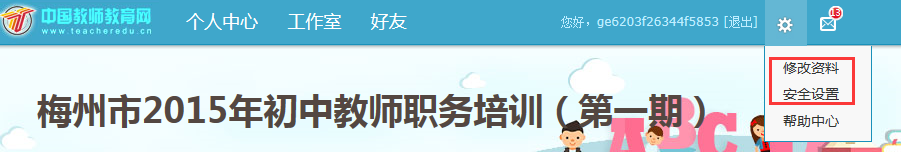 中国教师教育网
www.teacheredu.cn
个人中心 工作室 好友
您好，ge6203f26344f5853 [退出]
13
修改资料
安全设置
帮助中心
梅州市2015年初中教师职务培训（第一期）
ABC